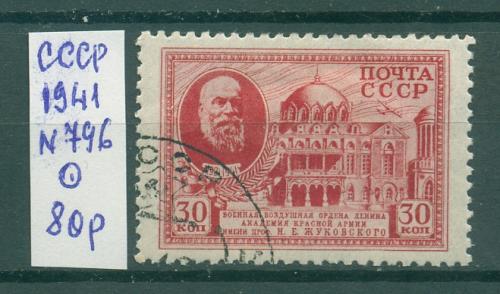 СССР
1941
N 796
80р
ПОЧТА
СССР
30
КОП
ВОЕННАЯ ВОЗДУШНАЯ ОРДЕНА ЛЕНИНА
АКАДЕМИЯ КРАСНОЙ АРМИИ
ИМЕНИ ПРОФ. Н. Е. ЖУКОВСКОГО
30
КОП